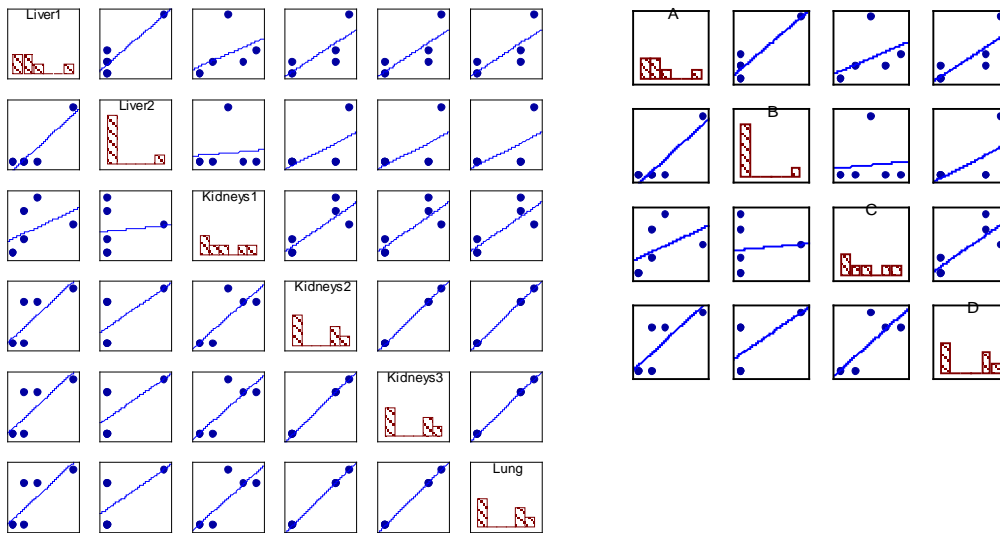 Liver1
A
Liver2
B
Kidneys1
C
Kidneys2
D
Kidneys3
Lung